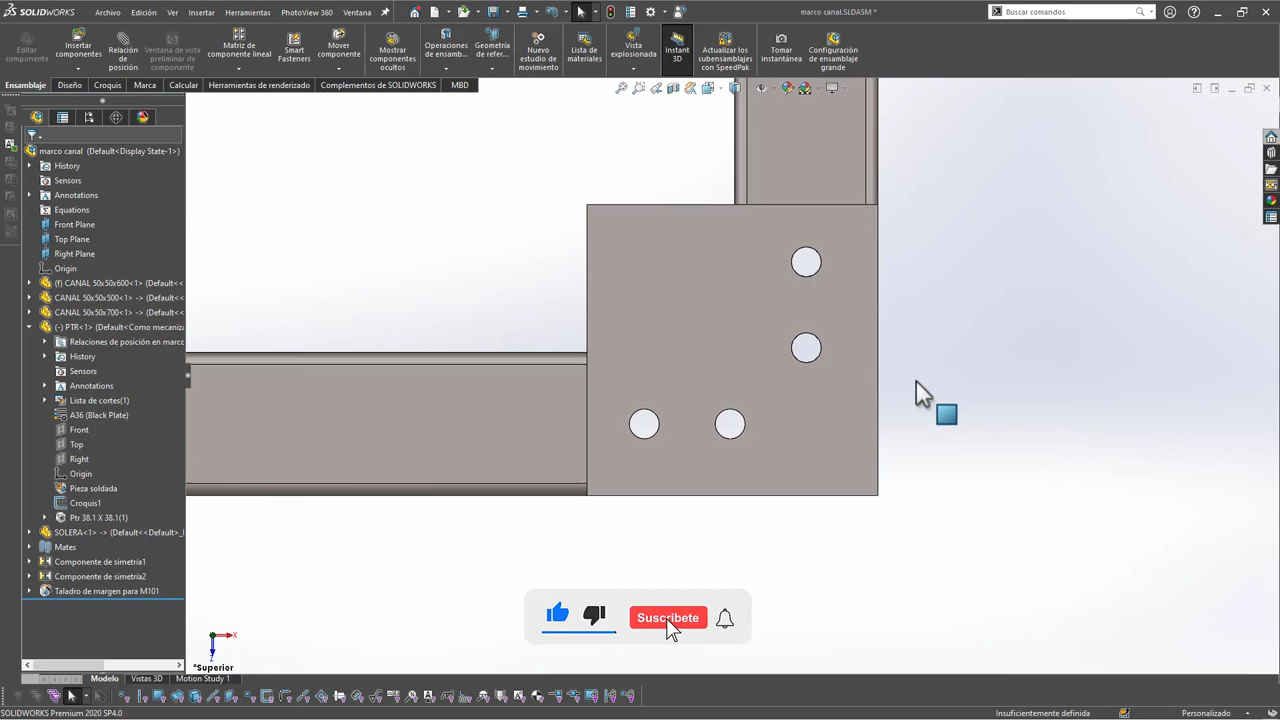 SOLIDWORKS
Archivo
Edición
Ver
Insertar
Herramientas
PhotoView 360
Ventana
marco canal.SLDASM *
Buscar comandos
Editar
componente
Insertar
componentes
Relación
de
posición
Ventana de vista
preliminar de
componente
Matriz de
componente lineal
Smart
Fasteners
Mover
componente
Mostrar
componentes
ocultos
Operaciones
de ensamb...
Geometría
de refer...
Nuevo
estudio de
movimiento
Lista de
materiales
Vista
explosionada
Instant
3D
Actualizar los
subensamblajes
con SpeedPak
Tomar
instantánea
Configuración
de ensamblaje
grande
Ensamblaje
Diseño
Croquis
Marca
Calcular
Herramientas de renderizado
Complementos de SOLIDWORKS
MBD
marco canal (Default<Display State-1>)
History
Sensors
Annotations
Equations
Front Plane
Top Plane
Right Plane
Origin
(f) CANAL 50x50x600<1> (Default<<
CANAL 50x50x500<1> -> (Default<<
CANAL 50x50x700<1> -> (Default<<
(-) PTR<1> (Default<Como mecaniza
Relaciones de posición en marco
History
Sensors
Annotations
Lista de cortes(1)
A36 (Black Plate)
Front
Top
Right
Origin
Pieza soldada
Croquis1
Ptr 38.1 X 38.1(1)
SOLERA<1> -> (Default<<Default>_
Mates
Componente de simetría1
Componente de simetría2
Taladro de margen para M101
Suscribete
X
Z
*Superior
Modelo
Vistas 3D
Motion Study 1
SOLIDWORKS Premium 2020 SP4.0
Insuficientemente definida
Personalizado